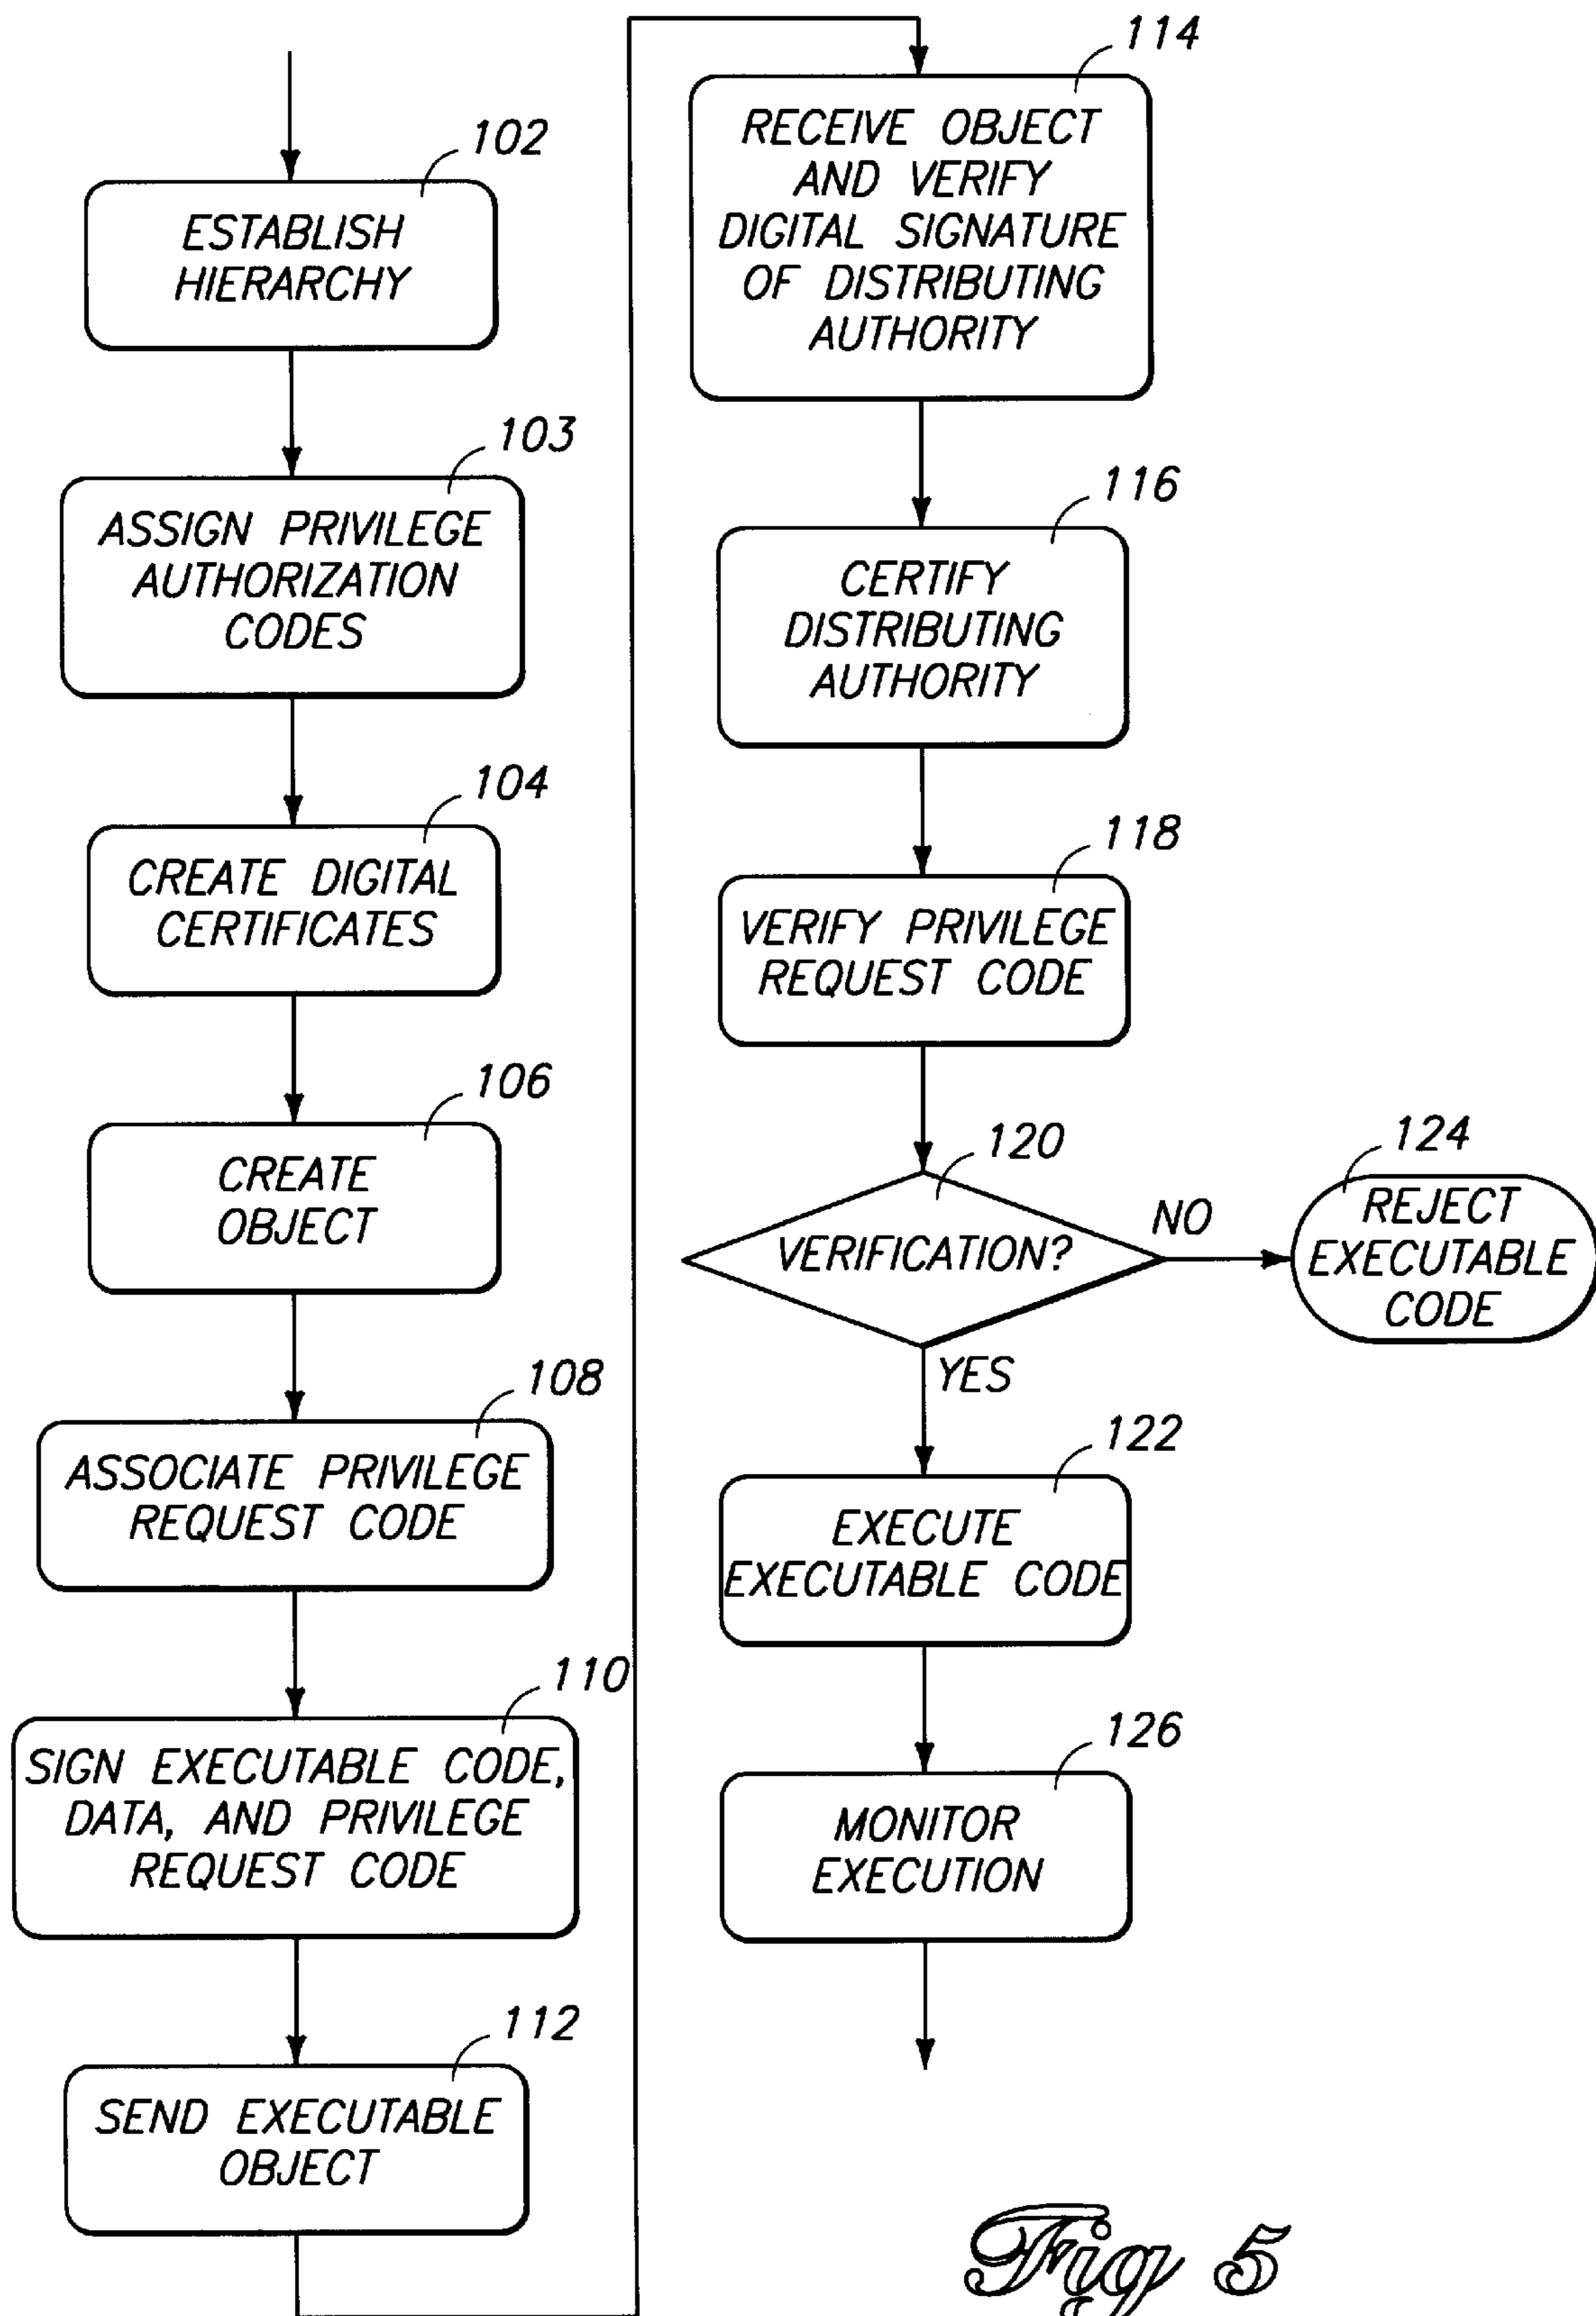 102
ESTABLISH
HIERARCHY
103
ASSIGN PRIVILEGE
AUTHORIZATION
CODES
104
CREATE DIGITAL
CERTIFICATES
106
CREATE
OBJECT
108
ASSOCIATE PRIVILEGE
REQUEST CODE
110
SIGN EXECUTABLE CODE,
DATA, AND PRIVILEGE
REQUEST CODE
112
SEND EXECUTABLE
OBJECT
114
RECEIVE OBJECT
AND VERIFY
DIGITAL SIGNATURE
OF DISTRIBUTING
AUTHORITY
116
CERTIFY
DISTRIBUTING
AUTHORITY
118
VERIFY PRIVILEGE
REQUEST CODE
120
VERIFICATION?
NO
124
REJECT
EXECUTABLE
CODE
YES
122
EXECUTE
EXECUTABLE CODE
126
MONITOR
EXECUTION
Fig 5